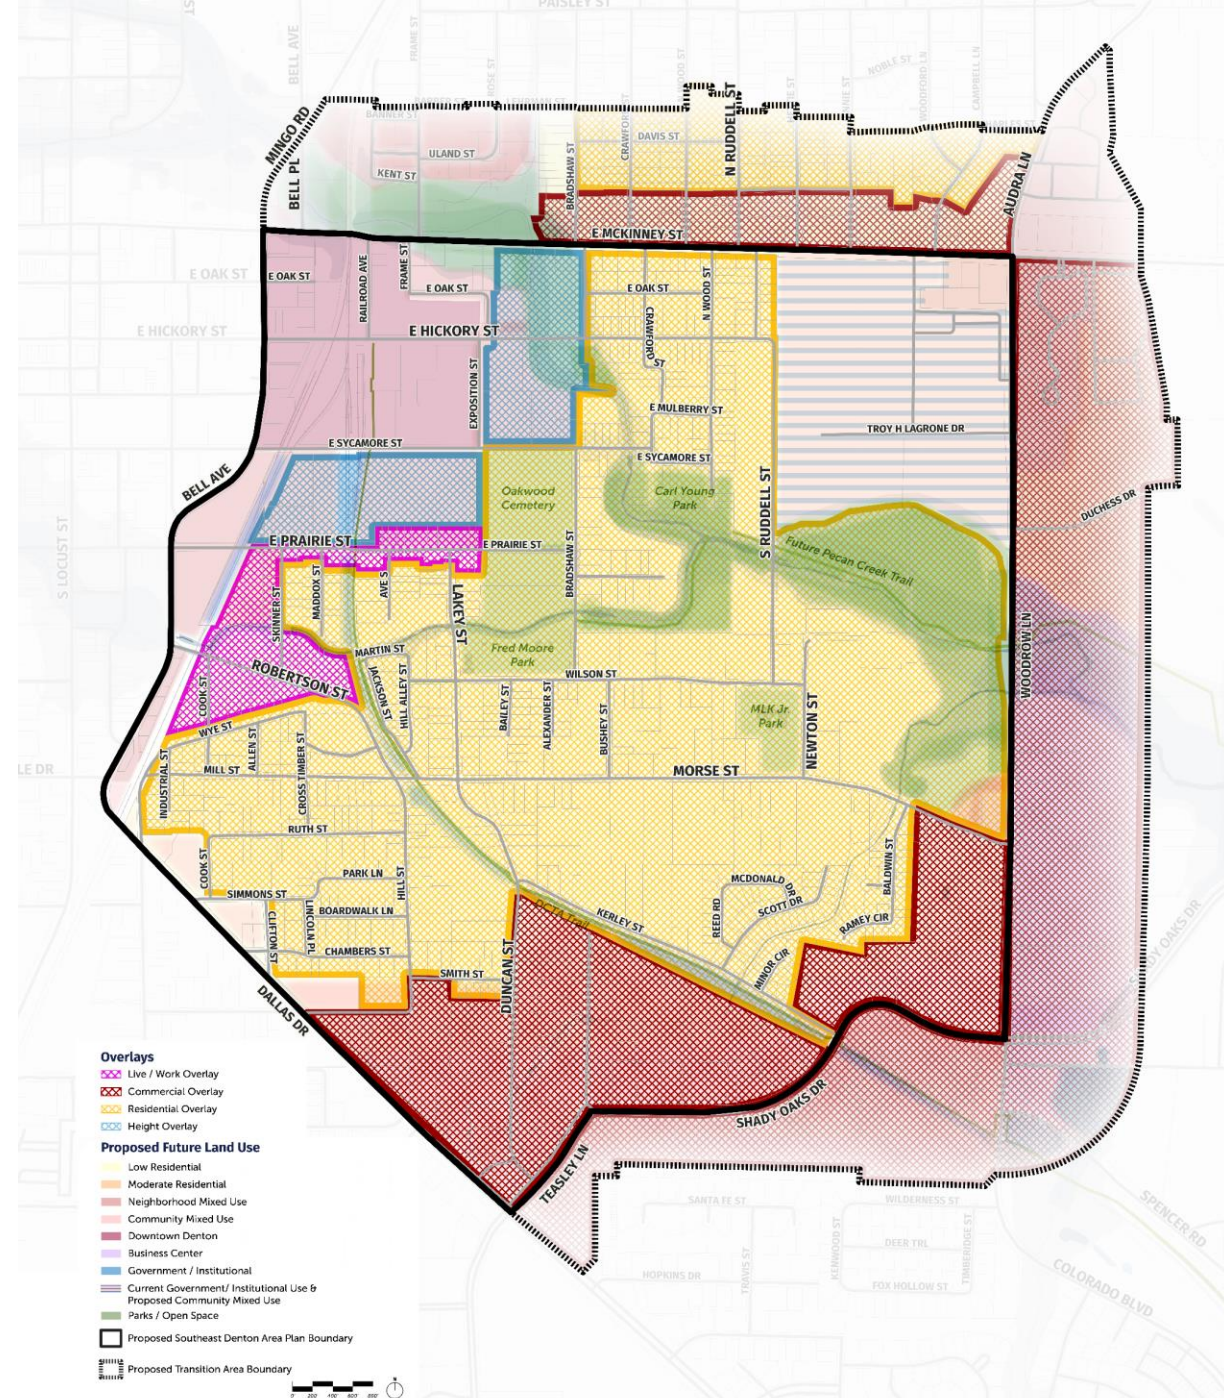 PAISLEY ST
BELL AVE
FRAME ST
MINGO RD
BELL PL
BANNER ST
ULAND ST
KENT ST
BRADSHAW ST
CRAWFORD ST
DAVIS ST
N RUDDELL ST
NOBLE ST
WOODFORD LN
CAMPBELL LN
AUDRA LN
E MCKINNEY ST
E OAK ST
E OAK ST
RAILROAD AVE
FRAME ST
E OAK ST
E OAK ST
N WOOD ST
CRAWFORD ST
E HICKORY ST
E HICKORY ST
EXPOSITION ST
E MULBERRY ST
TROY H LAGRONE DR
E SYCAMORE ST
E SYCAMORE ST
BELL AVE
S RUDDELL ST
DUCHESS DR
Oakwood
Cemetery
Carl Young
Park
S LOCUST ST
E PRAIRIE ST
E PRAIRIE ST
BRADSHAW ST
Future Pecan Creek Trail
SKINNER ST
MADDOX ST
AVE S
LAKEY ST
MARTIN ST
Fred Moore
Park
WOODROW LN
ROBERTSON ST
COOK ST
JACKSON ST
HILL ALLEY ST
WILSON ST
BAILEY ST
ALEXANDER ST
BUSHEY ST
MLK Jr.
Park
NEWTON ST
WYE ST
INDUSTRIAL ST
ALLEN ST
CROSS TIMBER ST
MILL ST
MORSE ST
LE DR
RUTH ST
COOK ST
PARK LN
HILL ST
SIMMONS ST
BOARDWALK LN
LINCOLN PL
CLIFTON ST
CHAMBERS ST
SMITH ST
DUNCAN ST
DCTA Trail
KERLEY ST
REED RD
MCDONALD DR
SCOTT DR
BALDWIN ST
RAMEY CIR
MINOR CIR
DALLAS DR
SHADY OAKS DR
TEASLEY LN
DY OAKS DR
SPENCER RD
COLORADO BLVD
SANTA FE ST
WILDERNESS ST
DEER TRL
KENWOOD ST
TIMBERIDGE ST
TRAVIS ST
HOPKINS DR
FOX HOLLOW ST
Overlays
Live / Work Overlay
Commercial Overlay
Residential Overlay
Height Overlay
Proposed Future Land Use
Low Residential
Moderate Residential
Neighborhood Mixed Use
Community Mixed Use
Downtown Denton
Business Center
Government / Institutional
Current Government/ Institutional Use &
Proposed Community Mixed Use
Parks / Open Space
Proposed Southeast Denton Area Plan Boundary
Proposed Transition Area Boundary